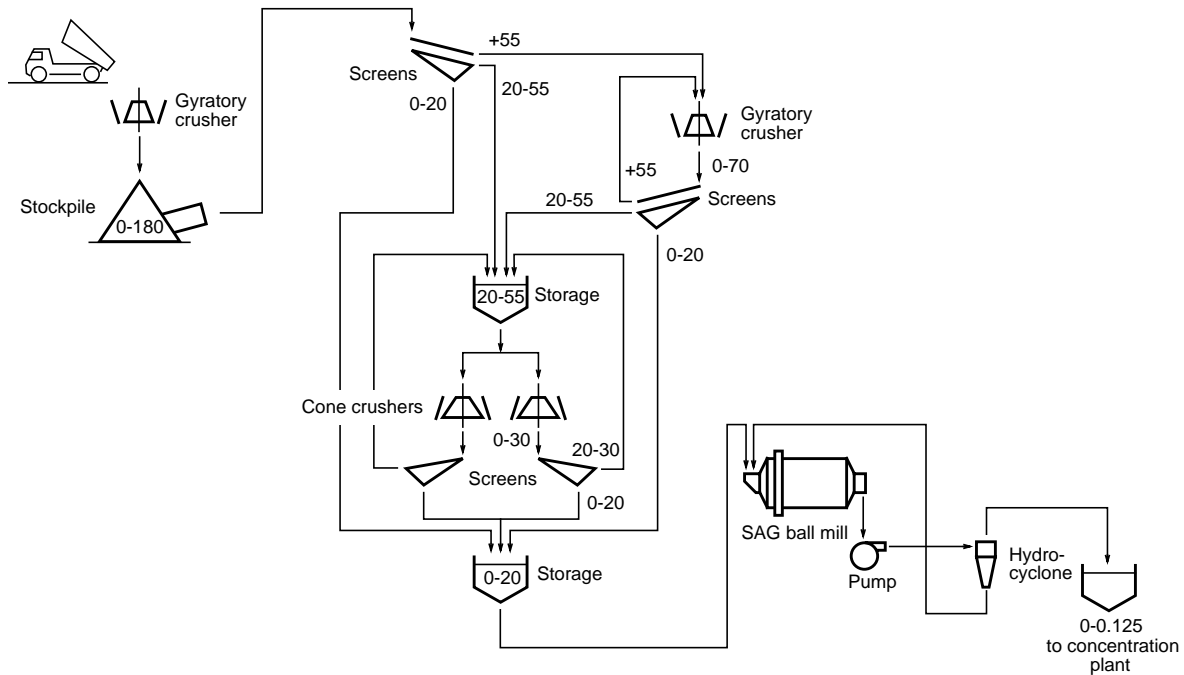 +55
Screens
20-55
0-20
Gyratory
crusher
Gyratory
crusher
+55
0-70
Stockpile
0-180
20-55
Screens
0-20
20-55
Storage
Cone crushers
0-30
20-30
Screens
0-20
SAG ball mill
Hydro-
cyclone
0-20
Storage
Pump
0-0.125
to concentration
plant